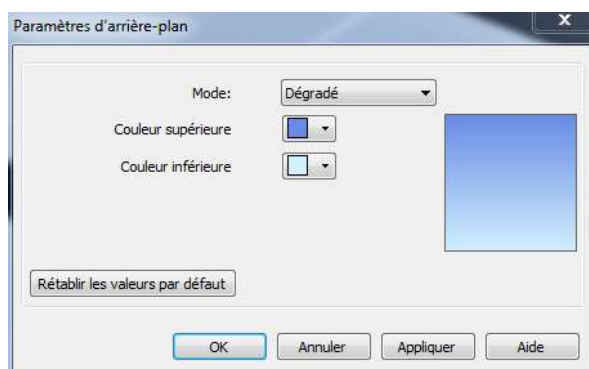 Paramètres d'arrière-plan
x
Mode: Dégradé
Couleur supérieure
Couleur inférieure
Rétablir les valeurs par défaut
OK Annuler Appliquer Aide